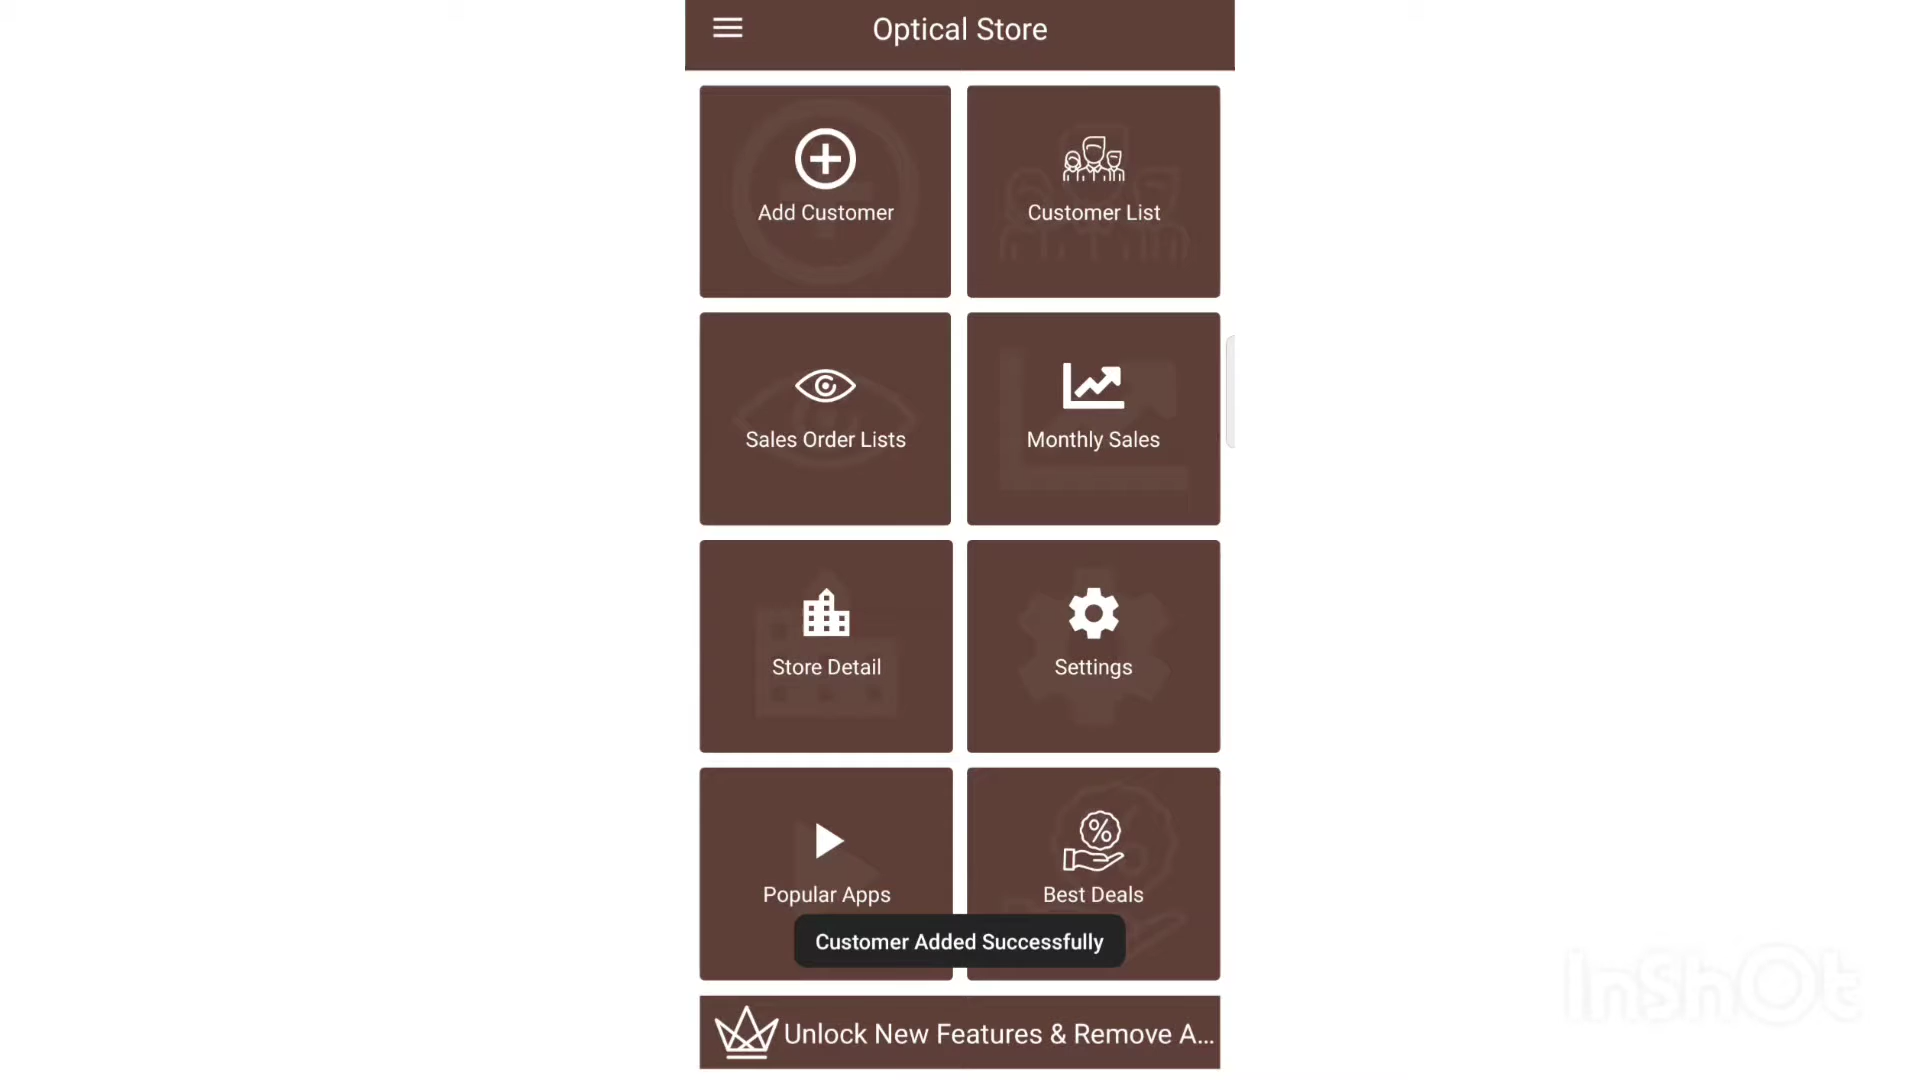 Optical Store
Add Customer
Customer List
Sales Order Lists
Monthly Sales
Store Detail
Settings
Popular Apps
Best Deals
Customer Added Successfully
Unlock New Features & Remove A...
InShOt